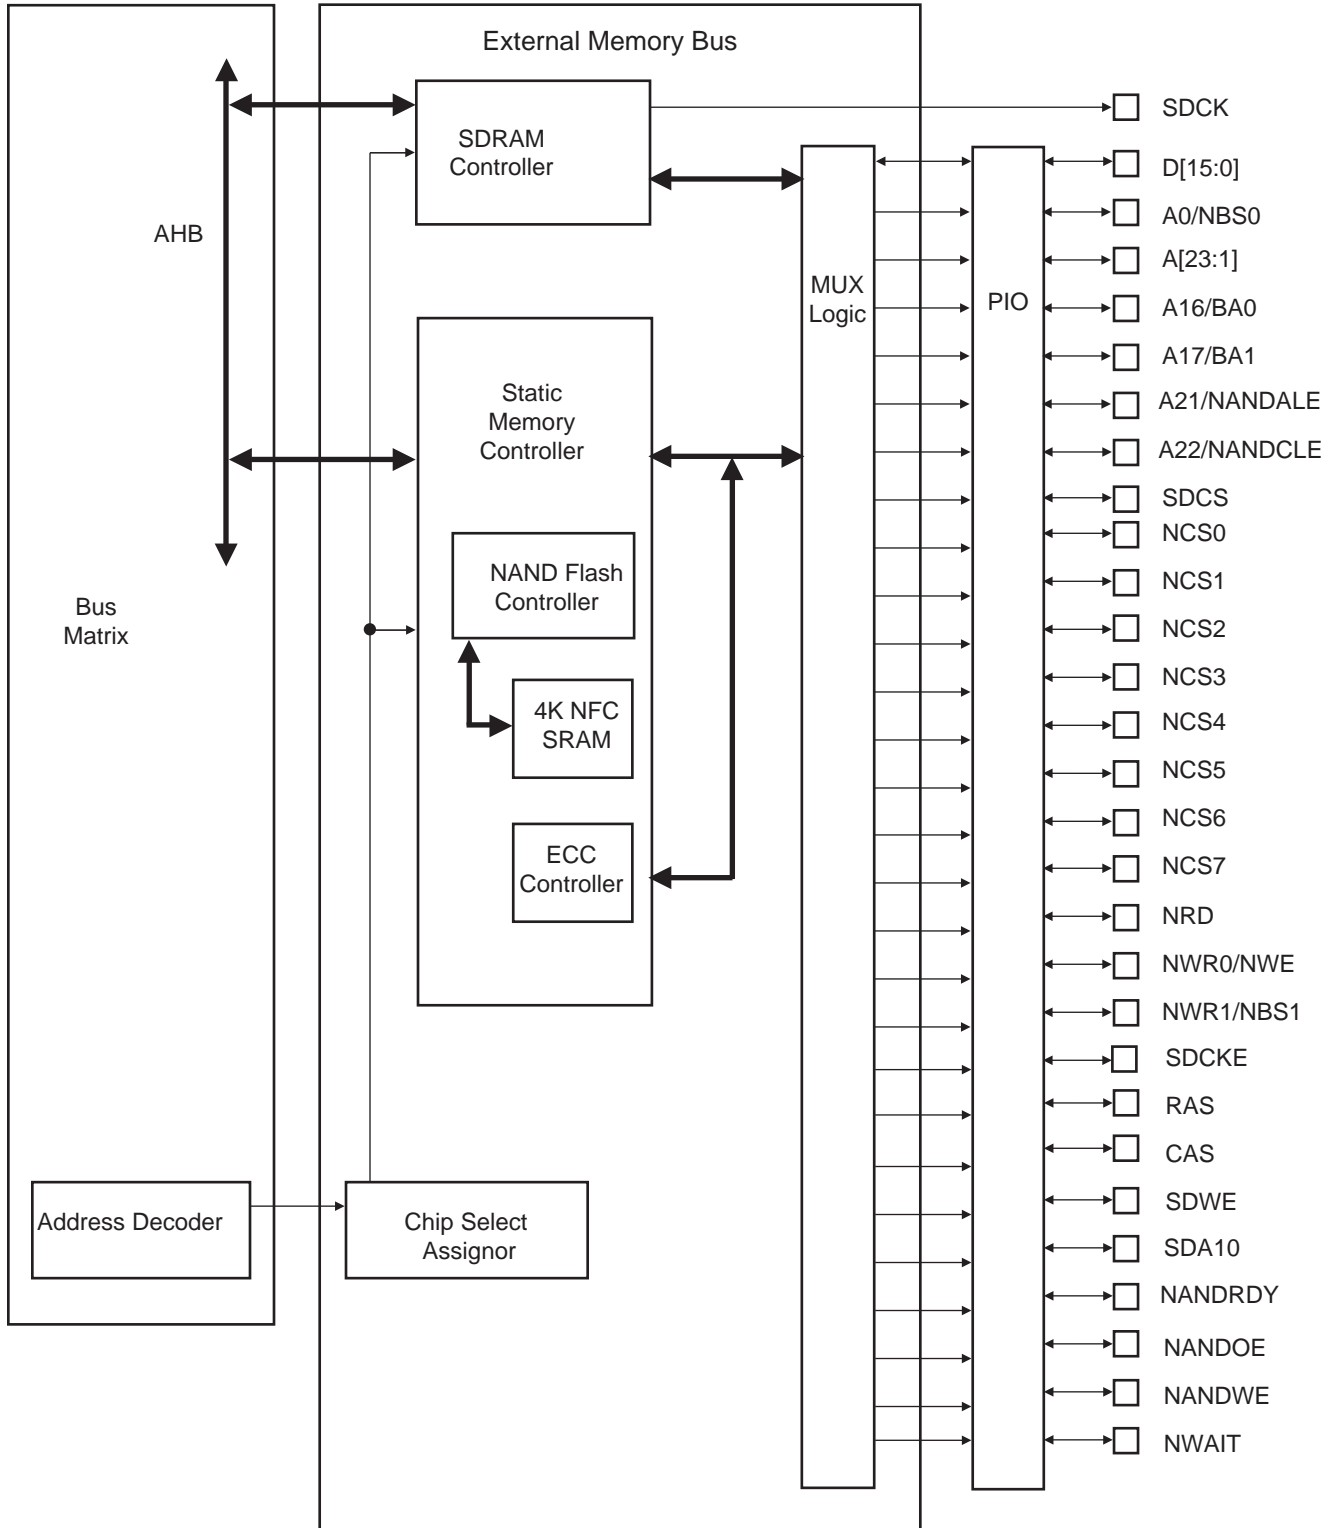 External Memory Bus
SDRAM
Controller
AHB
MUX
Logic
PIO
Static
Memory
Controller
NAND Flash
Controller
4K NFC
SRAM
ECC
Controller
Bus
Matrix
Address Decoder
Chip Select
Assignor
SDCK
D[15:0]
A0/NBS0
A[23:1]
A16/BA0
A17/BA1
A21/NANDALE
A22/NANDCLE
SDCS
NCS0
NCS1
NCS2
NCS3
NCS4
NCS5
NCS6
NCS7
NRD
NWR0/NWE
NWR1/NBS1
SDCKE
RAS
CAS
SDWE
SDA10
NANDRDY
NANDOE
NANDWE
NWAIT